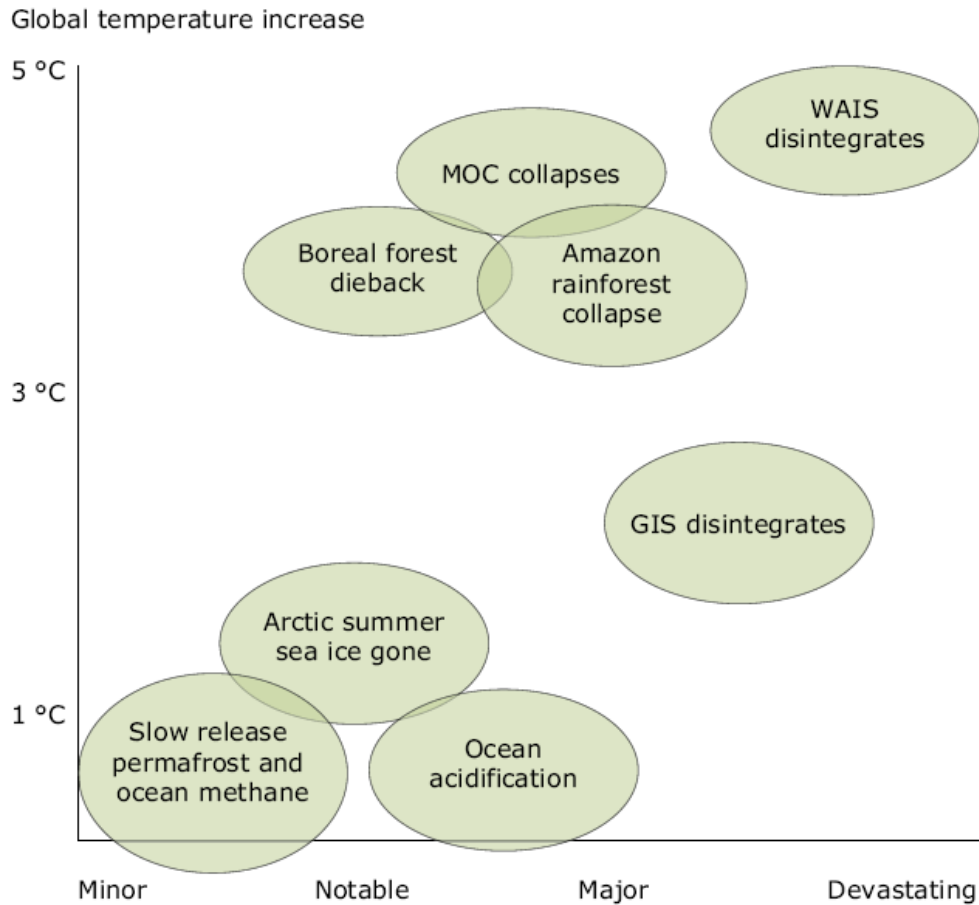 Global temperature increase
5 °C
WAIS
disintegrates
MOC collapses
Boreal forest
dieback
Amazon
rainforest
collapse
3 °C
GIS disintegrates
Arctic summer
sea ice gone
1 °C
Slow release
permafrost and
ocean methane
Ocean
acidification
Minor Notable Major Devastating